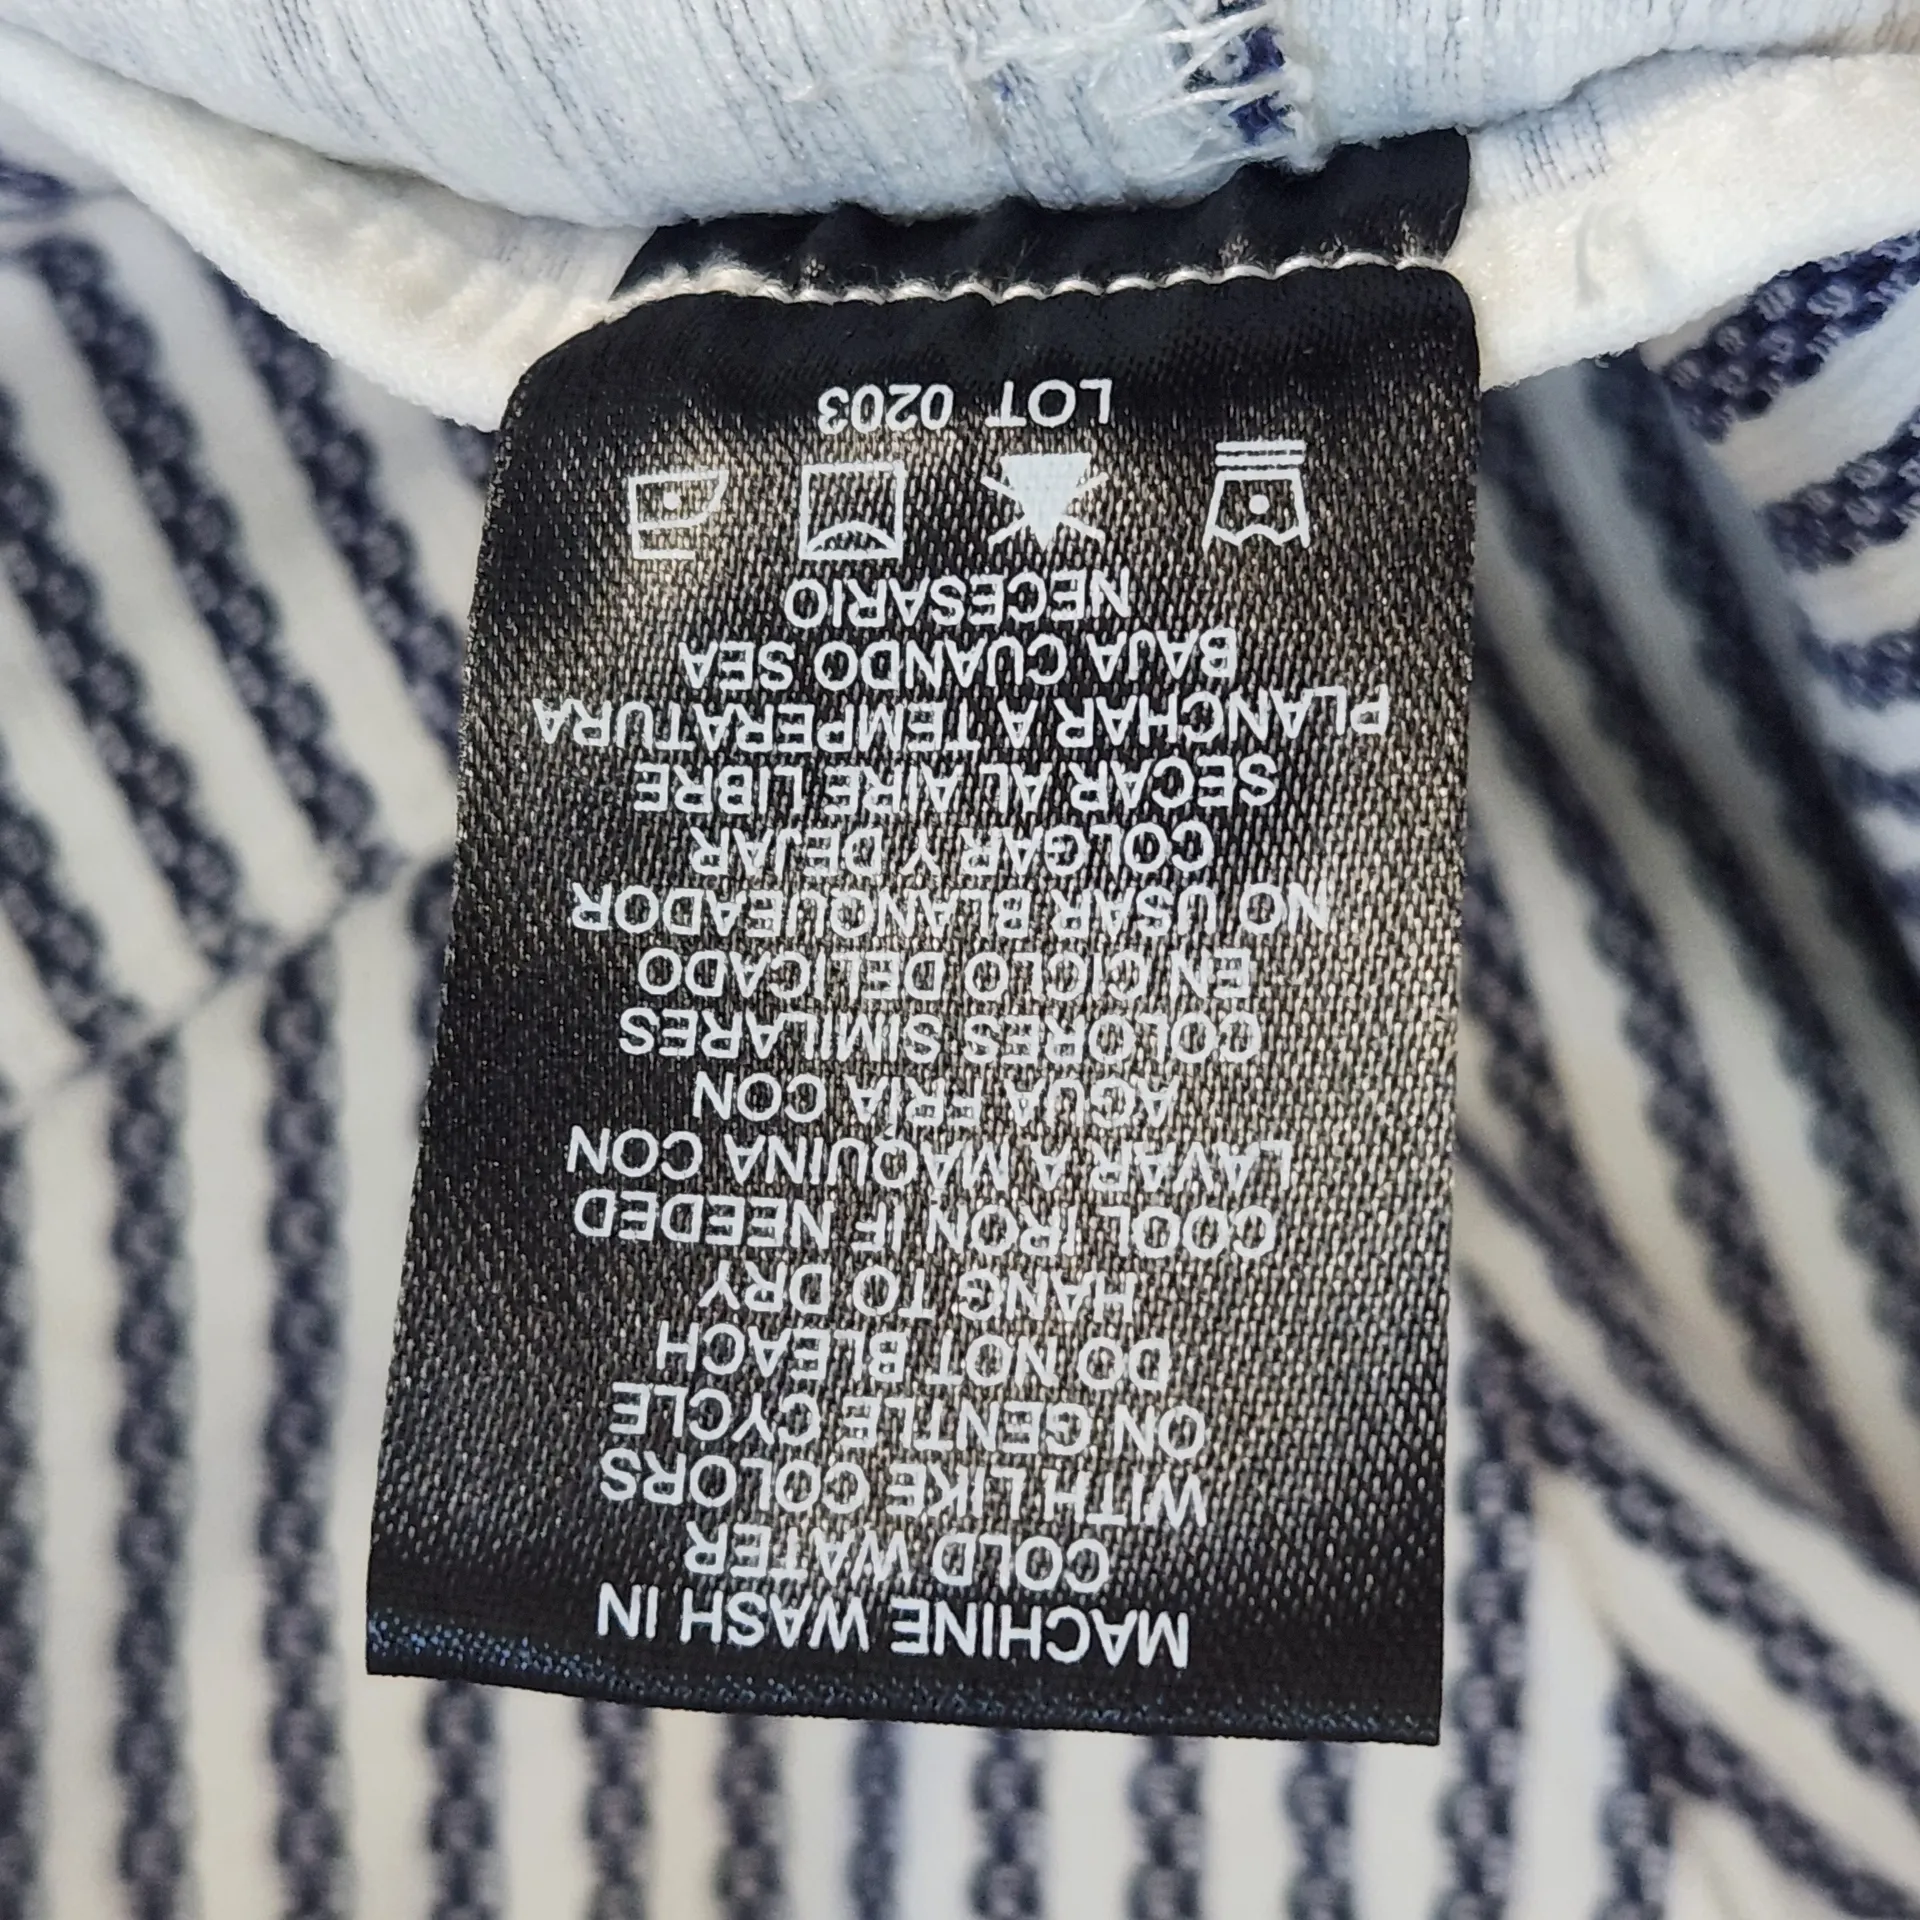 MACHINE WASH IN
COLD WATER
WITH LIKE COLORS
ON GENTLE CYCLE
DO NOT BLEACH
HANG TO DRY
COOL IRON IF NEEDED
LAVAR A MAQUINA CON
AGUA FRÍA CON
COLORES SIMILARES
EN CICLO DELICADO
NO USAR BLANQUEADOR
COLGAR Y DEJAR
SECAR AL AIRE LIBRE
PLANCHAR A TEMPERATURA
BAJA CUANDO SEA
NECESARIO
LOT 0203